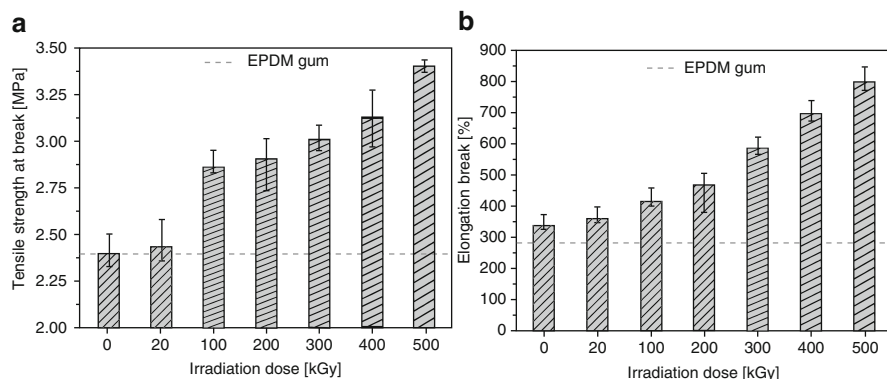 a
Tensile strength at break [MPa]
3.50
3.25
3.00
2.75
2.50
2.25
2.00
EPDM gum
0 20 100 200 300 400 500
Irradiation dose [kGy]
b
Elongation break [%]
900
800
700
600
500
400
300
200
100
0
EPDM gum
0 20 100 200 300 400 500
Irradiation dose [kGy]